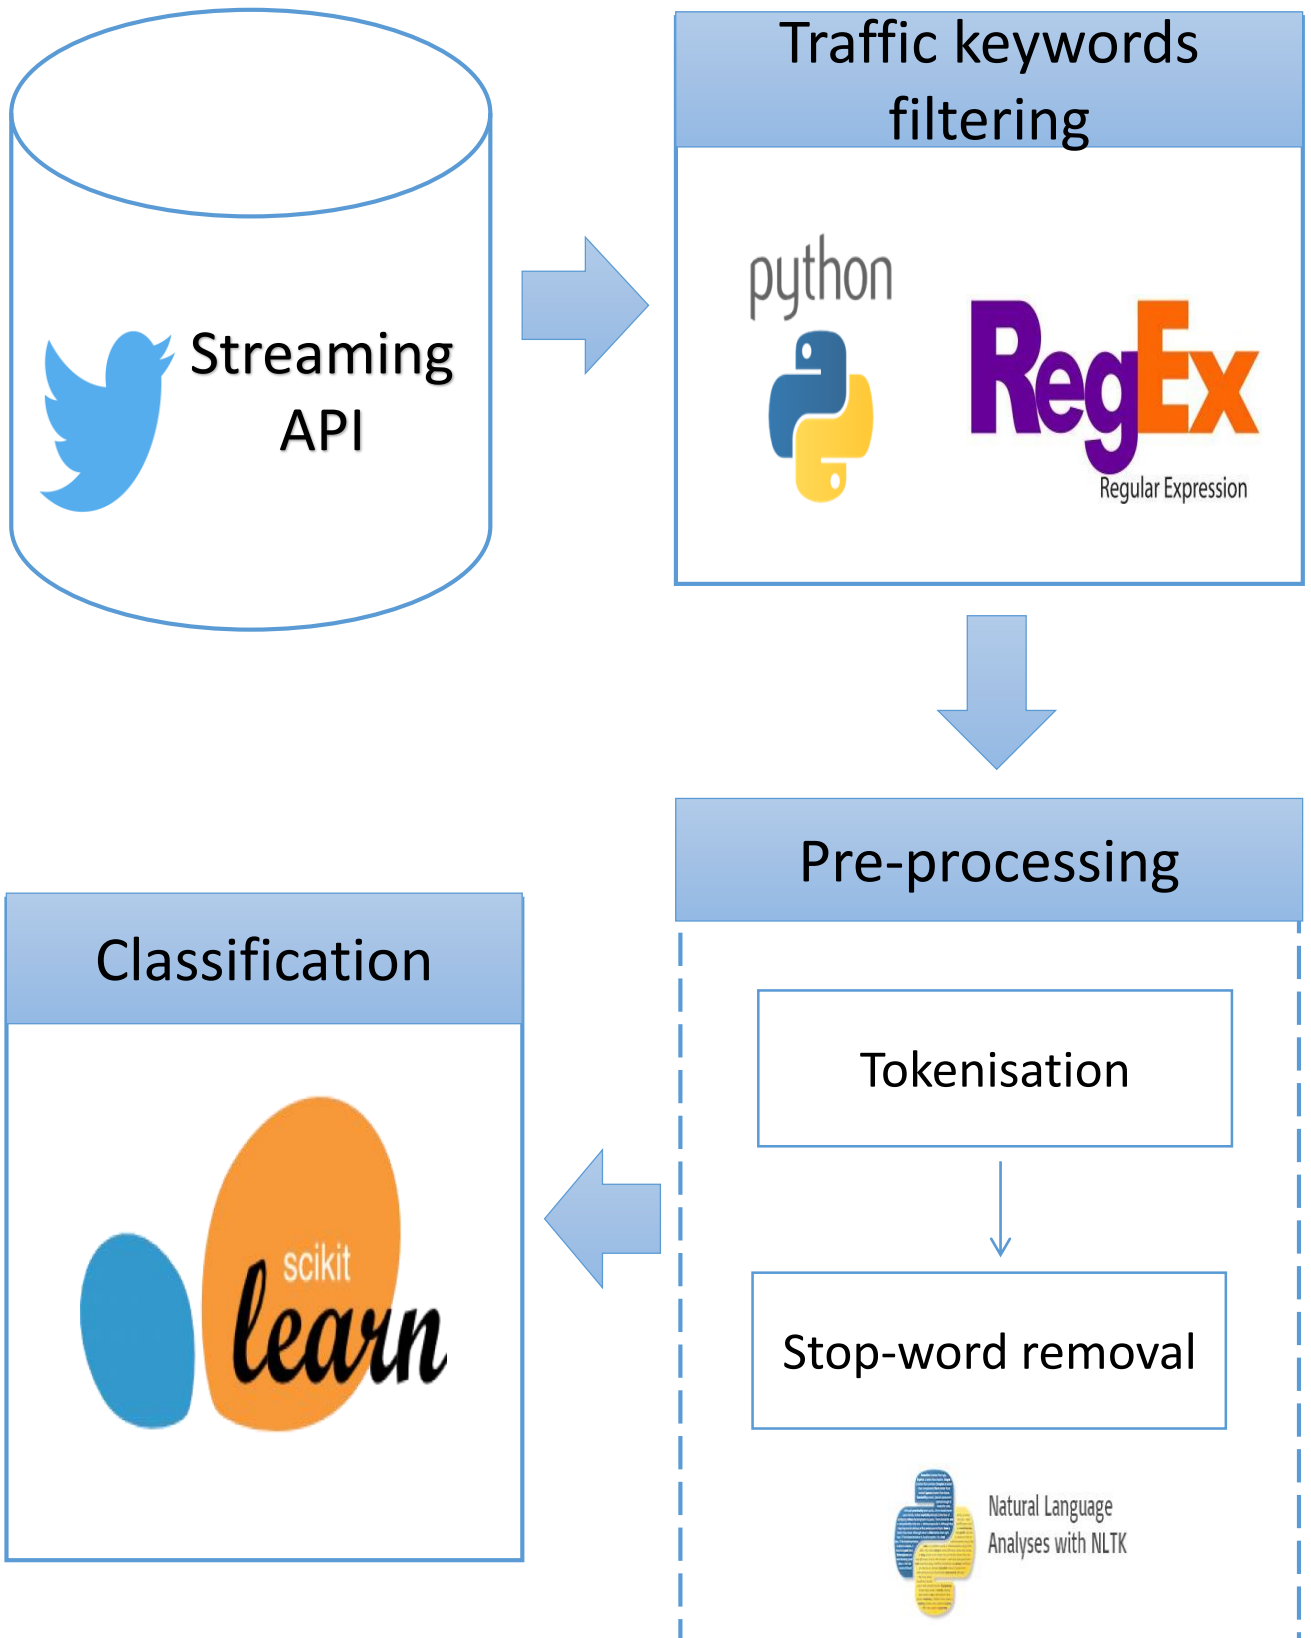 Streaming
API
Traffic keywords
filtering
python
RegEx
Regular Expression
Pre-processing
Tokenisation
Stop-word removal
Natural Language
Analyses with NLTK
Classification
scikit
learn